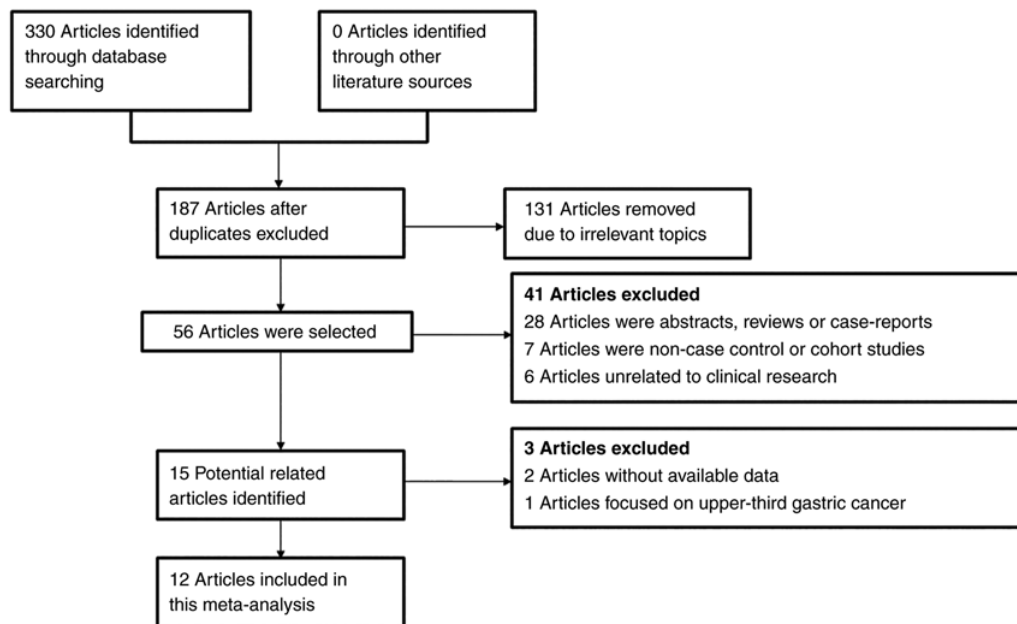 330 Articles identified
through database
searching
0 Articles identified
through other
literature sources
187 Articles after
duplicates excluded
131 Articles removed
due to irrelevant topics
56 Articles were selected
41 Articles excluded
28 Articles were abstracts, reviews or case-reports
7 Articles were non-case control or cohort studies
6 Articles unrelated to clinical research
15 Potential related
articles identified
3 Articles excluded
2 Articles without available data
1 Articles focused on upper-third gastric cancer
12 Articles included in
this meta-analysis